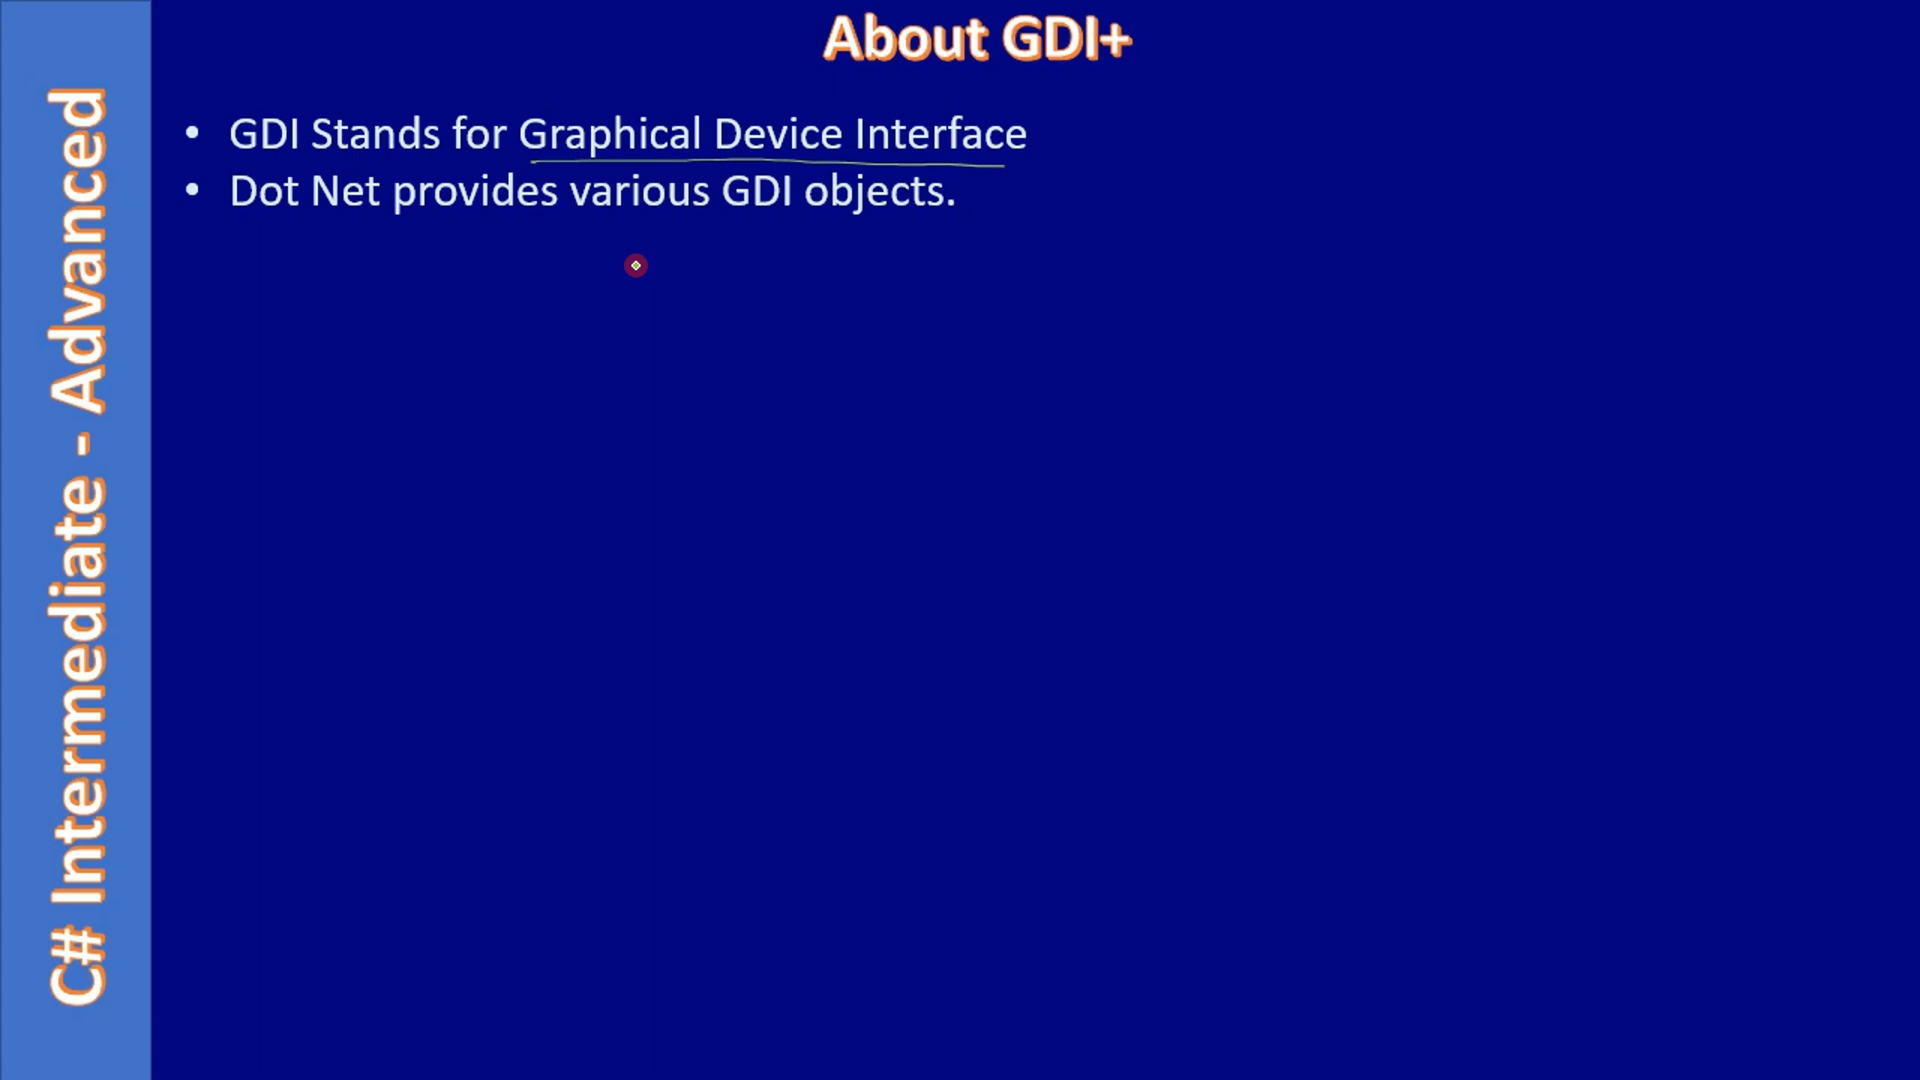 About GDI+
• GDI Stands for Graphical Device Interface
• Dot Net provides various GDI objects.
C# Intermediate - Advanced